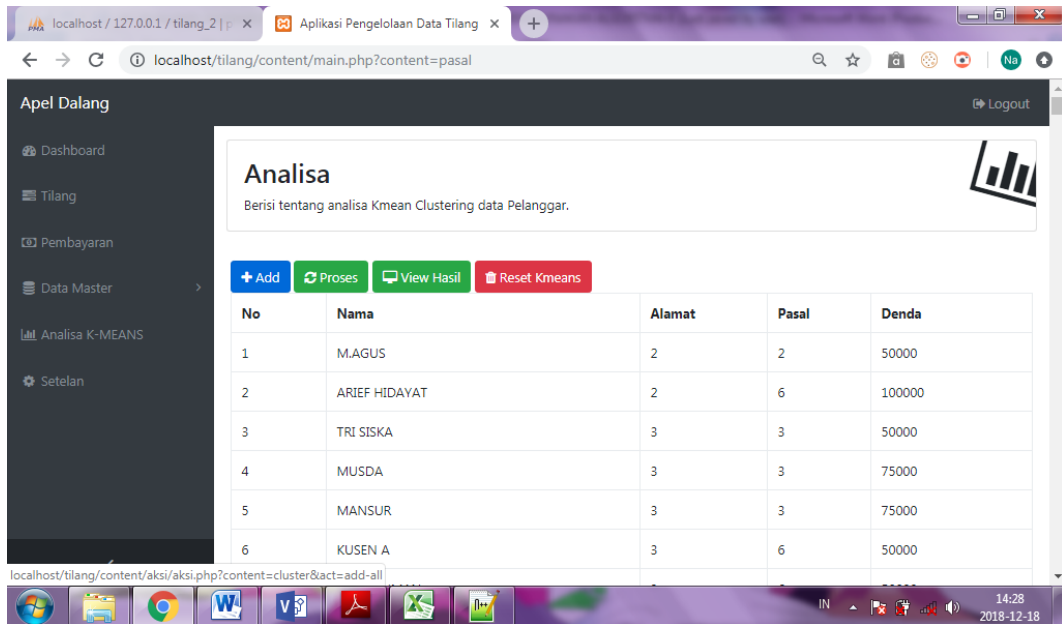 localhost / 127.0.0.1 / tilang_2 | p
Aplikasi Pengelolaan Data Tilang
localhost/tilang/content/main.php?content=pasal
Na
Apel Dalang
Logout
Dashboard
Tilang
Pembayaran
Data Master
Analisa K-MEANS
Setelan
Analisa
Berisi tentang analisa Kmean Clustering data Pelanggar.
Add Proses View Hasil Reset Kmeans
No Nama Alamat Pasal Denda
1 M.AGUS 2 2 50000
2 ARIEF HIDAYAT 2 6 100000
3 TRI SISKA 3 3 50000
4 MUSDA 3 3 75000
5 MANSUR 3 3 75000
6 KUSEN A 3 6 50000
localhost/tilang/content/aksi/aksi.php?content=cluster&act=add-all
IN
14:28
2018-12-18